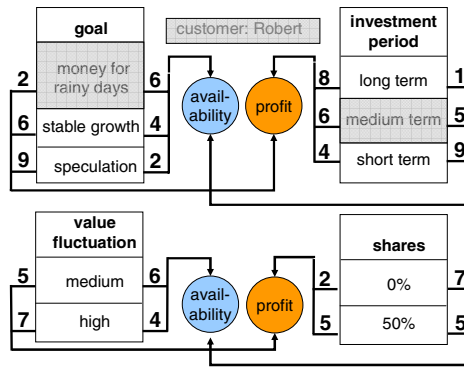 goal
customer: Robert
investment
period
2
money for
rainy days
6
avail-
ability
profit
8
long term
1
6
stable growth
4
6
medium term
5
9
speculation
2
4
short term
9
value
fluctuation
shares
5
medium
6
avail-
ability
profit
2
0%
7
7
high
4
5
50%
5